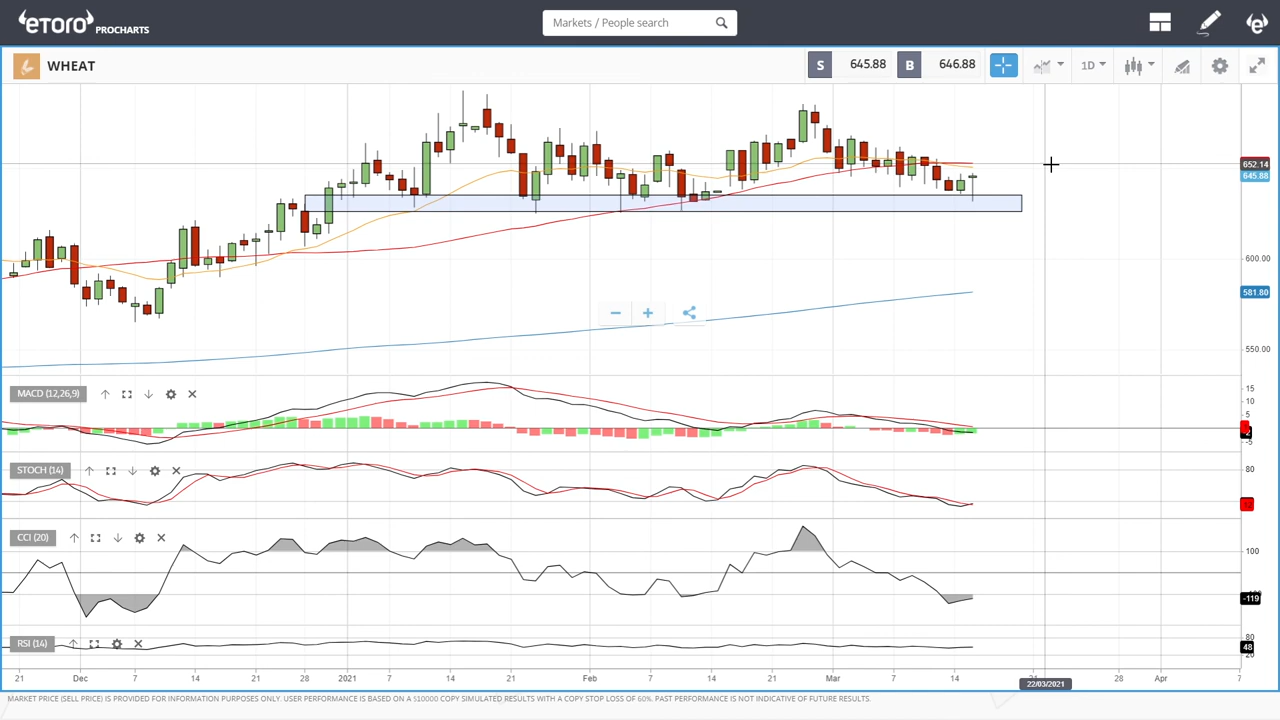 eToro PROCHARTS
Markets / People search
WHEAT
S 645.88 B 646.88
1D
652.14
645.88
600.00
581.80
550.00
MACD (12,26,9)
15
10
5
-5
STOCH (14)
80
CCI (20)
100
-119
RSI (14)
80
48
20
21 Dec 7 14 21 28 2021 7 14 21 Feb 7 14 21 Mar 7 14 21 28 Apr 7
22/03/2021
MARKET PRICE (SELL PRICE) IS PROVIDED FOR INFORMATION PURPOSES ONLY. USER PERFORMANCE IS BASED ON A $10000 COPY SIMULATED RESULTS WITH A COPY STOP LOSS OF 60%. PAST PERFORMANCE IS NOT INDICATIVE OF FUTURE RESULTS.